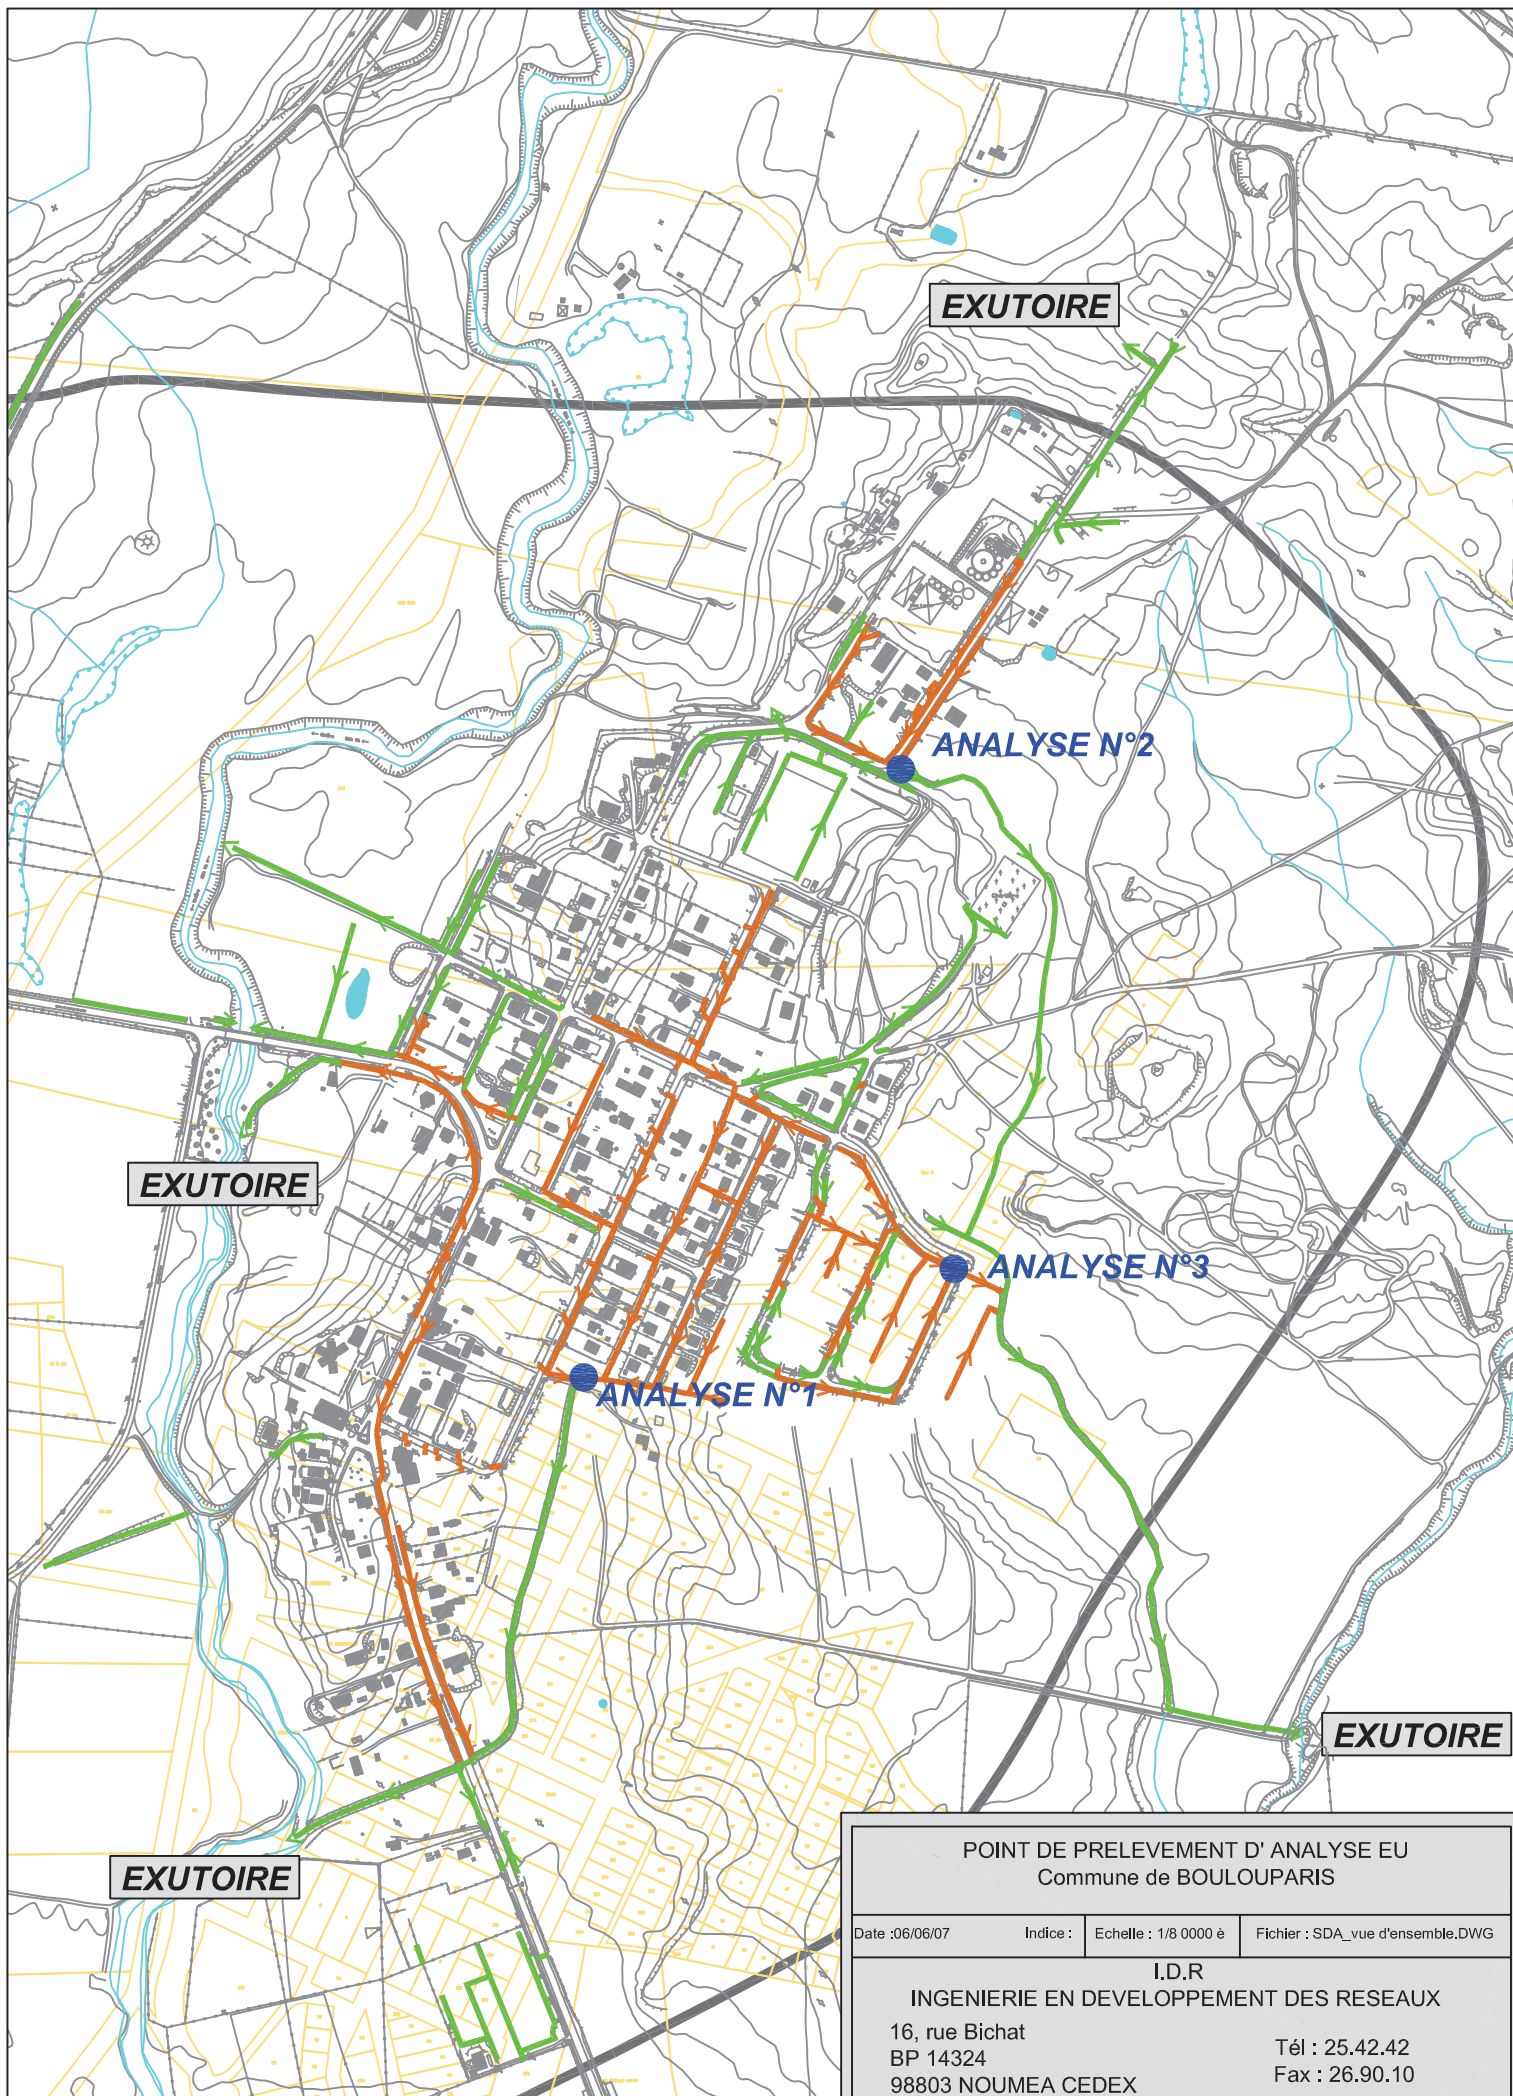 EXUTOIRE
ANALYSE N°2
EXUTOIRE
ANALYSE N°3
ANALYSE N°1
EXUTOIRE
EXUTOIRE
POINT DE PRELEVEMENT D' ANALYSE EU
Commune de BOULOUPARIS
Date :06/06/07 Indice : Echelle : 1/8 0000 è Fichier : SDA_vue d'ensemble.DWG
I.D.R
INGENIERIE EN DEVELOPPEMENT DES RESEAUX
16, rue Bichat
BP 14324
98803 NOUMEA CEDEX
Tél : 25.42.42
Fax : 26.90.10